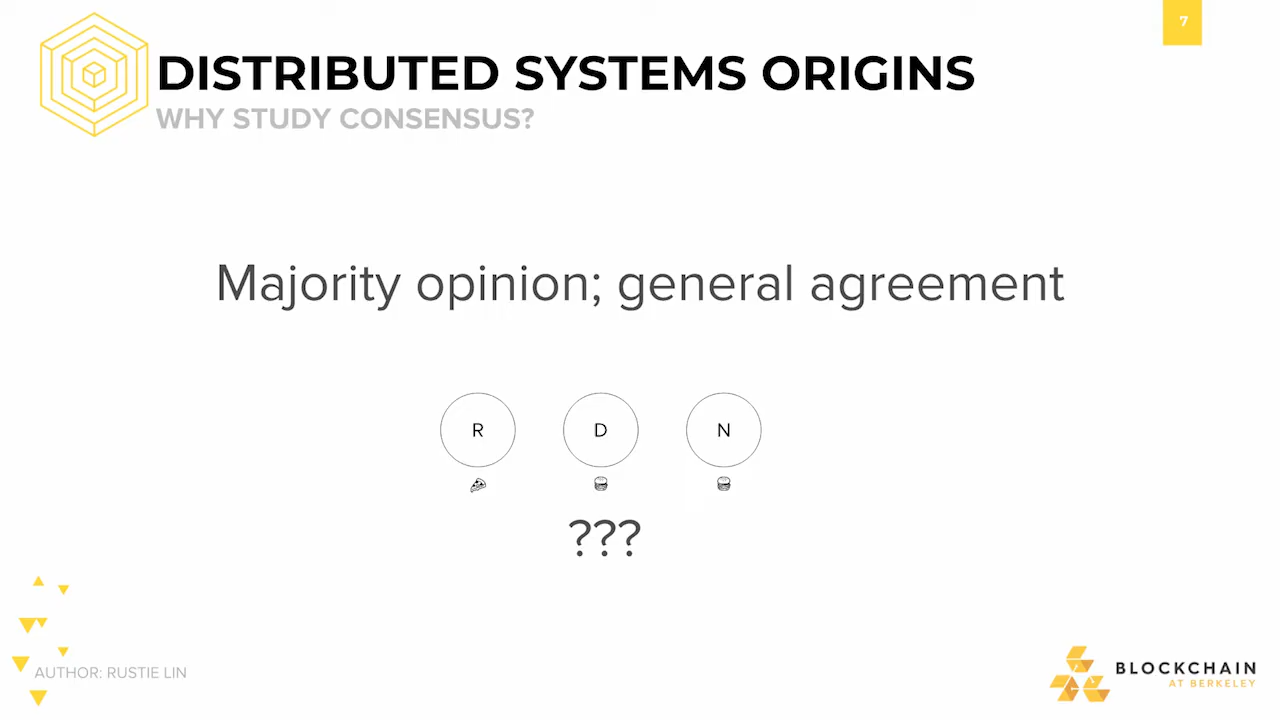 7
DISTRIBUTED SYSTEMS ORIGINS
WHY STUDY CONSENSUS?
Majority opinion; general agreement
R D N
???
AUTHOR: RUSTIE LIN
BLOCKCHAIN
AT BERKELEY